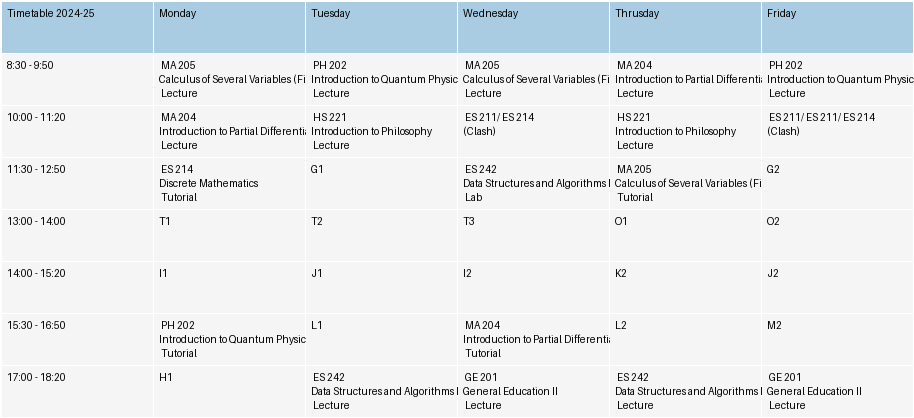 Timetable 2024-25 Monday Tuesday Wednesday Thrusday Friday
8:30 - 9:50 MA 205 PH 202 MA 205 MA 204 PH 202
Calculus of Several Variables (Fi Introduction to Quantum Physic Calculus of Several Variables (Fi Introduction to Partial Differentia Introduction to Quantum Physic
Lecture Lecture Lecture Lecture Lecture
10:00 - 11:20 MA 204 HS 221 ES 211/ ES 214 HS 221 ES 211/ ES 211/ ES 214
Introduction to Partial Differentia Introduction to Philosophy (Clash) Introduction to Philosophy (Clash)
Lecture Lecture Lecture
11:30 - 12:50 ES 214 G1 ES 242 MA 205 G2
Discrete Mathematics Data Structures and Algorithms I Calculus of Several Variables (Fi
Tutorial Lab Tutorial
13:00 - 14:00 T1 T2 T3 O1 O2
14:00 - 15:20 I1 J1 I2 K2 J2
15:30 - 16:50 PH 202 L1 MA 204 L2 M2
Introduction to Quantum Physic Introduction to Partial Differentia
Tutorial Tutorial
17:00 - 18:20 H1 ES 242 GE 201 ES 242 GE 201
Data Structures and Algorithms I General Education II Data Structures and Algorithms I General Education II
Lecture Lecture Lecture Lecture